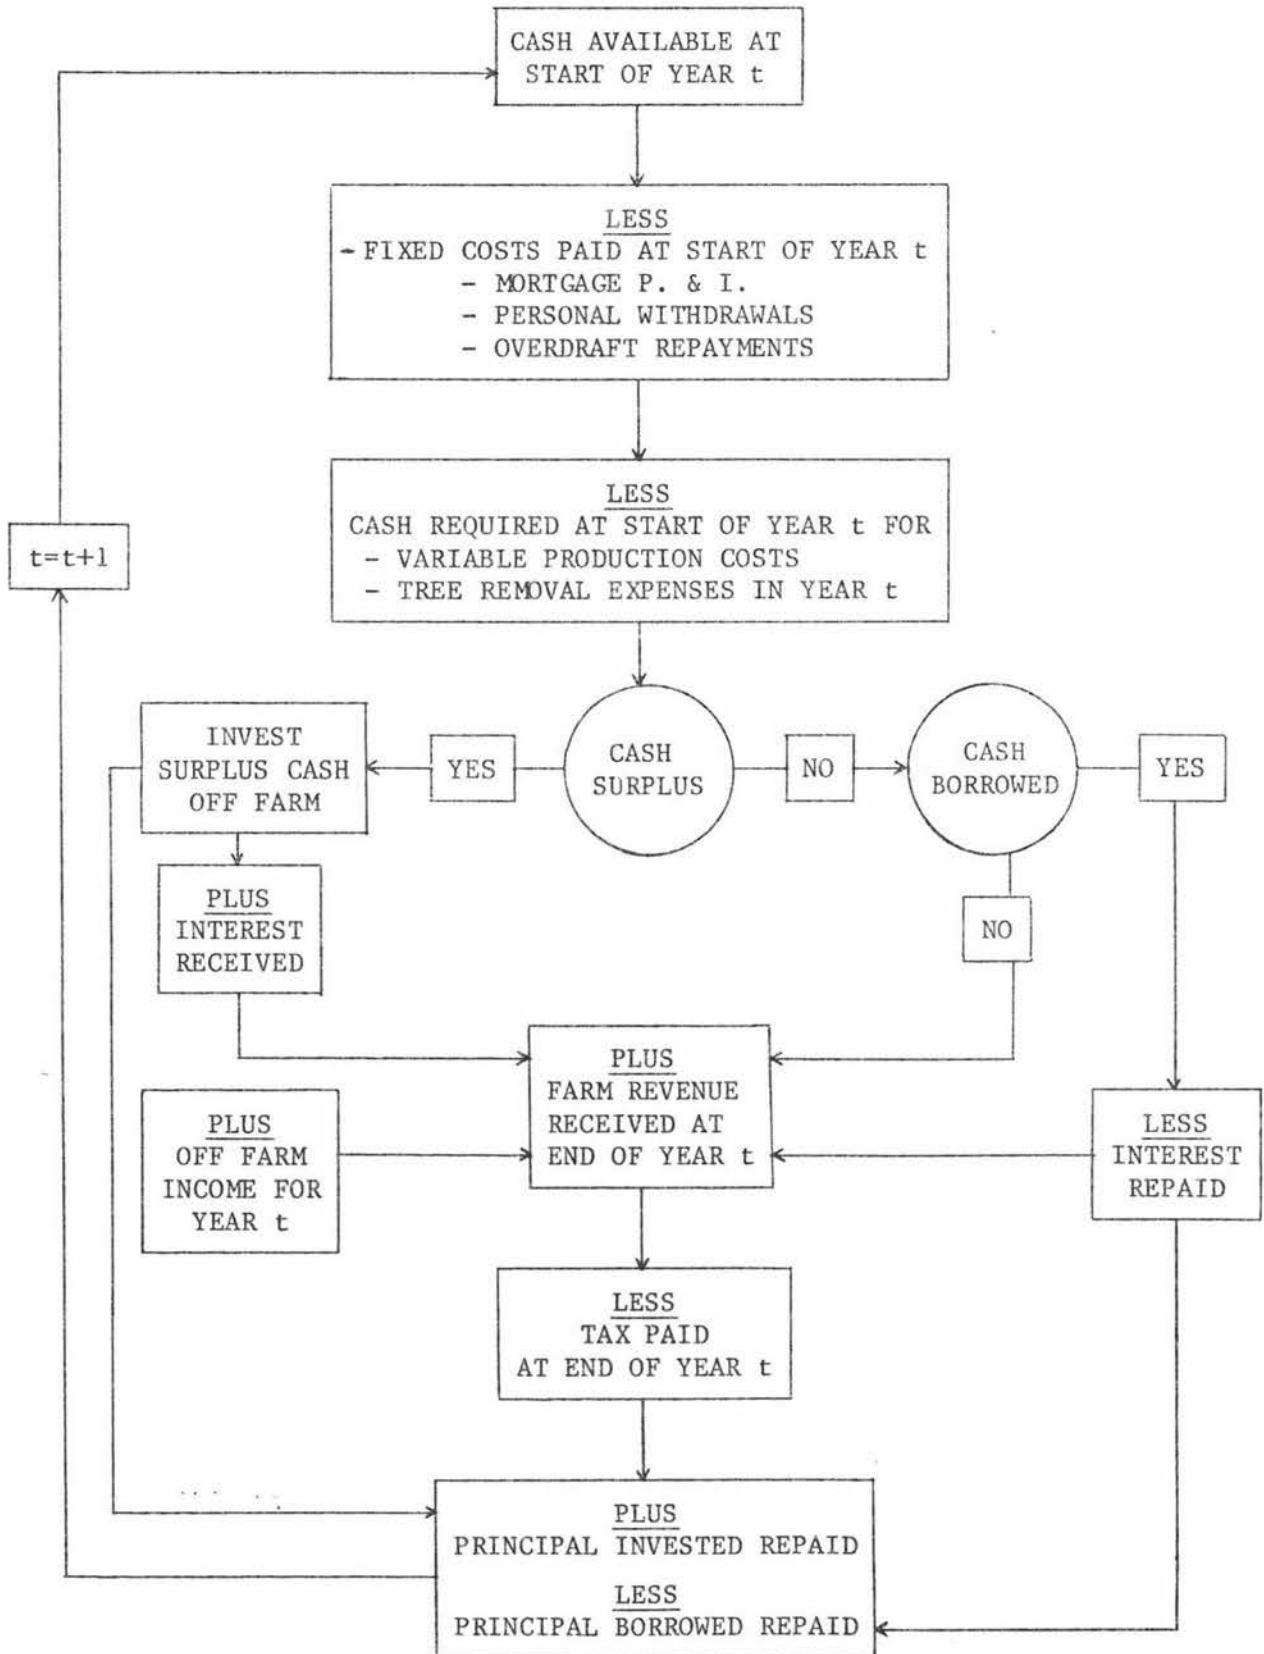 CASH AVAILABLE AT
START OF YEAR t
LESS
- FIXED COSTS PAID AT START OF YEAR t
- MORTGAGE P. & I.
- PERSONAL WITHDRAWALS
- OVERDRAFT REPAYMENTS
LESS
CASH REQUIRED AT START OF YEAR t FOR
- VARIABLE PRODUCTION COSTS
- TREE REMOVAL EXPENSES IN YEAR t
t=t+1
INVEST
SURPLUS CASH
OFF FARM
YES
CASH
SURPLUS
NO
CASH
BORROWED
YES
PLUS
INTEREST
RECEIVED
NO
PLUS
FARM REVENUE
RECEIVED AT
END OF YEAR t
PLUS
OFF FARM
INCOME FOR
YEAR t
LESS
INTEREST
REPAID
LESS
TAX PAID
AT END OF YEAR t
PLUS
PRINCIPAL INVESTED REPAID
LESS
PRINCIPAL BORROWED REPAID